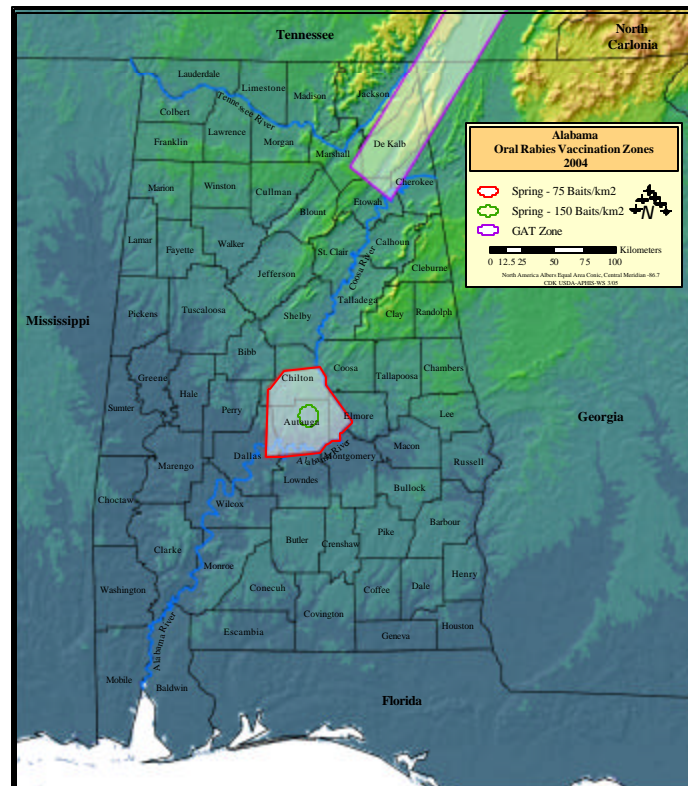 Tennessee
North
Carlonia
Lauderdale
Limestone
Madison
Jackson
Colbert
Tennessee River
Lawrence
Franklin
Morgan
Marshall
De Kalb
Alabama
Oral Rabies Vaccination Zones
2004
Cherokee
Marion
Winston
Cullman
Etowah
Blount
Spring - 75 Baits/km2
Spring - 150 Baits/km2
GAT Zone
N
Kilometers
0 12.5 25 50 75 100
North America Albers Equal Area Conic, Central Meridian -86.7
CDK USDA-APHIS-WS 3/05
Lamar
Fayette
Walker
St. Clair
Calhoun
Coosa River
Cleburne
Jefferson
Talladega
Mississippi
Pickens
Tuscaloosa
Shelby
Clay
Randolph
Bibb
Greene
Chilton
Coosa
Tallapoosa
Chambers
Hale
Sumter
Perry
Autauga
Elmore
Lee
Georgia
Dallas
Alabama River
Montgomery
Macon
Marengo
Russell
Lowndes
Bullock
Choctaw
Wilcox
Barbour
Butler
Crenshaw
Pike
Clarke
Monroe
Washington
Conecuh
Coffee
Dale
Henry
Covington
Escambia
Geneva
Houston
Alabama River
Mobile
Baldwin
Florida